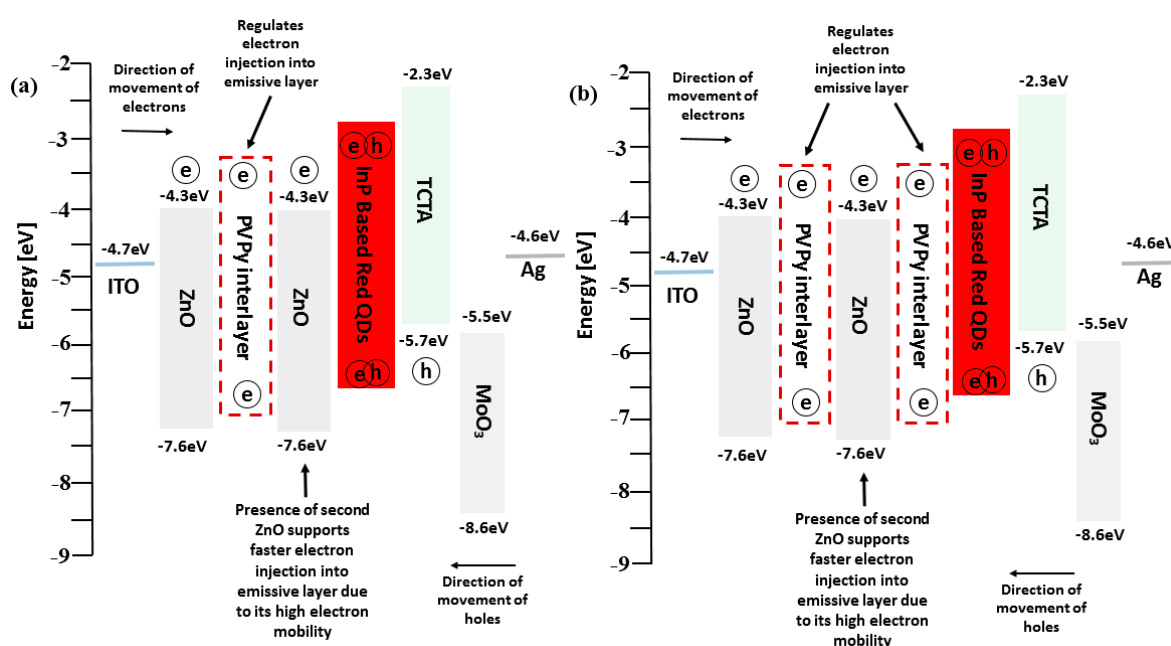 (a)
Energy [eV]
-2
-3
-4
-5
-6
-7
-8
-9
Direction of
movement of
electrons
Regulates
electron
injection into
emissive layer
-4.7eV
ITO
e
-4.3eV
ZnO
-7.6eV
e
PVPy interlayer
e
e
-4.3eV
ZnO
-7.6eV
e h
InP Based Red QDs
e h
-2.3eV
TCTA
-5.7eV
h
-5.5eV
MoO₃
-8.6eV
-4.6eV
Ag
Presence of second
ZnO supports
faster electron
injection into
emissive layer due
to its high electron
mobility
Direction of
movement of holes
(b)
Energy [eV]
-2
-3
-4
-5
-6
-7
-8
-9
Direction of
movement of
electrons
Regulates
electron
injection into
emissive layer
-4.7eV
ITO
e
-4.3eV
ZnO
-7.6eV
e
PVPy interlayer
e
e
-4.3eV
ZnO
-7.6eV
e
PVPy interlayer
e
e h
InP Based Red QDs
e h
-2.3eV
TCTA
-5.7eV
h
-5.5eV
MoO₃
-8.6eV
-4.6eV
Ag
Presence of second
ZnO supports
faster electron
injection into
emissive layer due
to its high electron
mobility
Direction of
movement of
holes